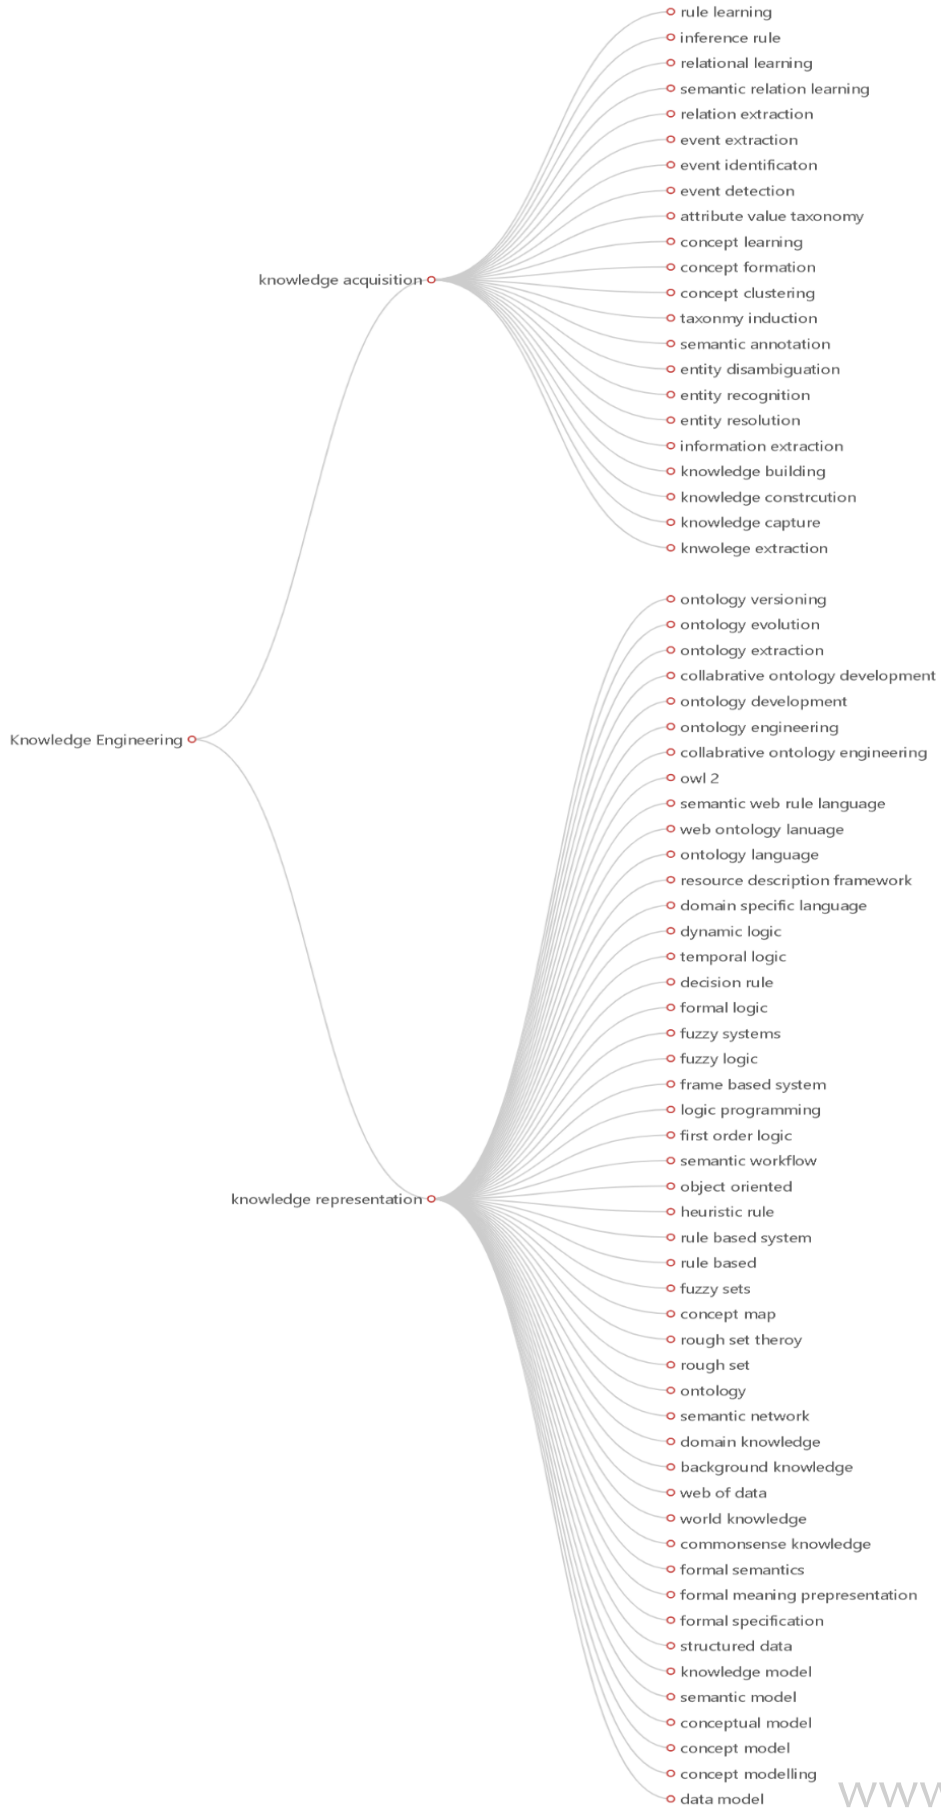 rule learning
inference rule
relational learning
semantic relation learning
relation extraction
event extraction
event identificaton
event detection
attribute value taxonomy
concept learning
knowledge acquisition
concept formation
concept clustering
taxonmy induction
semantic annotation
entity disambiguation
entity recognition
entity resolution
information extraction
knowledge building
knowledge constrcution
knowledge capture
knwolege extraction
ontology versioning
ontology evolution
ontology extraction
collabrative ontology development
ontology development
ontology engineering
Knowledge Engineering
collabrative ontology engineering
owl 2
semantic web rule language
web ontology lanuage
ontology language
resource description framework
domain specific language
dynamic logic
temporal logic
decision rule
formal logic
fuzzy systems
fuzzy logic
frame based system
logic programming
first order logic
semantic workflow
object oriented
knowledge representation
heuristic rule
rule based system
rule based
fuzzy sets
concept map
rough set theroy
rough set
ontology
semantic network
domain knowledge
background knowledge
web of data
world knowledge
commonsense knowledge
formal semantics
formal meaning prepresentation
formal specification
structured data
knowledge model
semantic model
conceptual model
concept model
concept modelling
data model
www